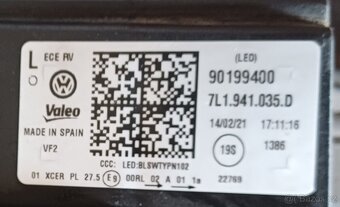 L ECE RV (LED)
90199400
Valeo 7L1.941.035.D
14/02/21 17:11:16
MADE IN SPAIN 19S 1386
VF2
CCC: LED:BLSWTYPN102
01 XCER PL 27.5 E9 00RL 02 A 01 1a 22769